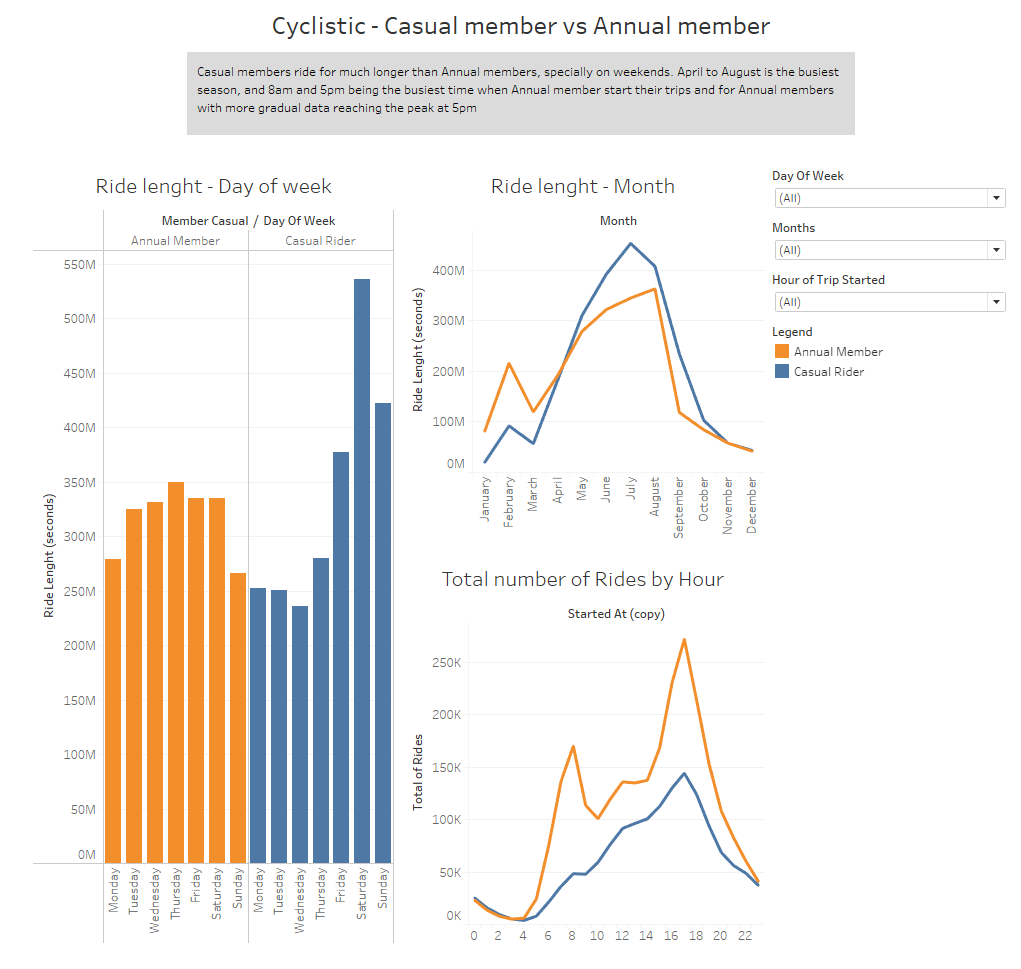 Cyclistic - Casual member vs Annual member
Casual members ride for much longer than Annual members, specially on weekends. April to August is the busiest
season, and 8am and 5pm being the busiest time when Annual member start their trips and for Annual members
with more gradual data reaching the peak at 5pm
Ride lenght - Day of week
Member Casual / Day Of Week
Annual Member
Casual Rider
Ride Lenght (seconds)
550M
500M
450M
400M
350M
300M
250M
200M
150M
100M
50M
0M
Monday
Tuesday
Wednesday
Thursday
Friday
Saturday
Sunday
Monday
Tuesday
Wednesday
Thursday
Friday
Saturday
Sunday
Ride lenght - Month
Month
Ride Lenght (seconds)
400M
300M
200M
100M
0M
January
February
March
April
May
June
July
August
September
October
November
December
Total number of Rides by Hour
Started At (copy)
Total of Rides
250K
200K
150K
100K
50K
0K
0 2 4 6 8 10 12 14 16 18 20 22
Day Of Week
(All)
Months
(All)
Hour of Trip Started
(All)
Legend
Annual Member
Casual Rider